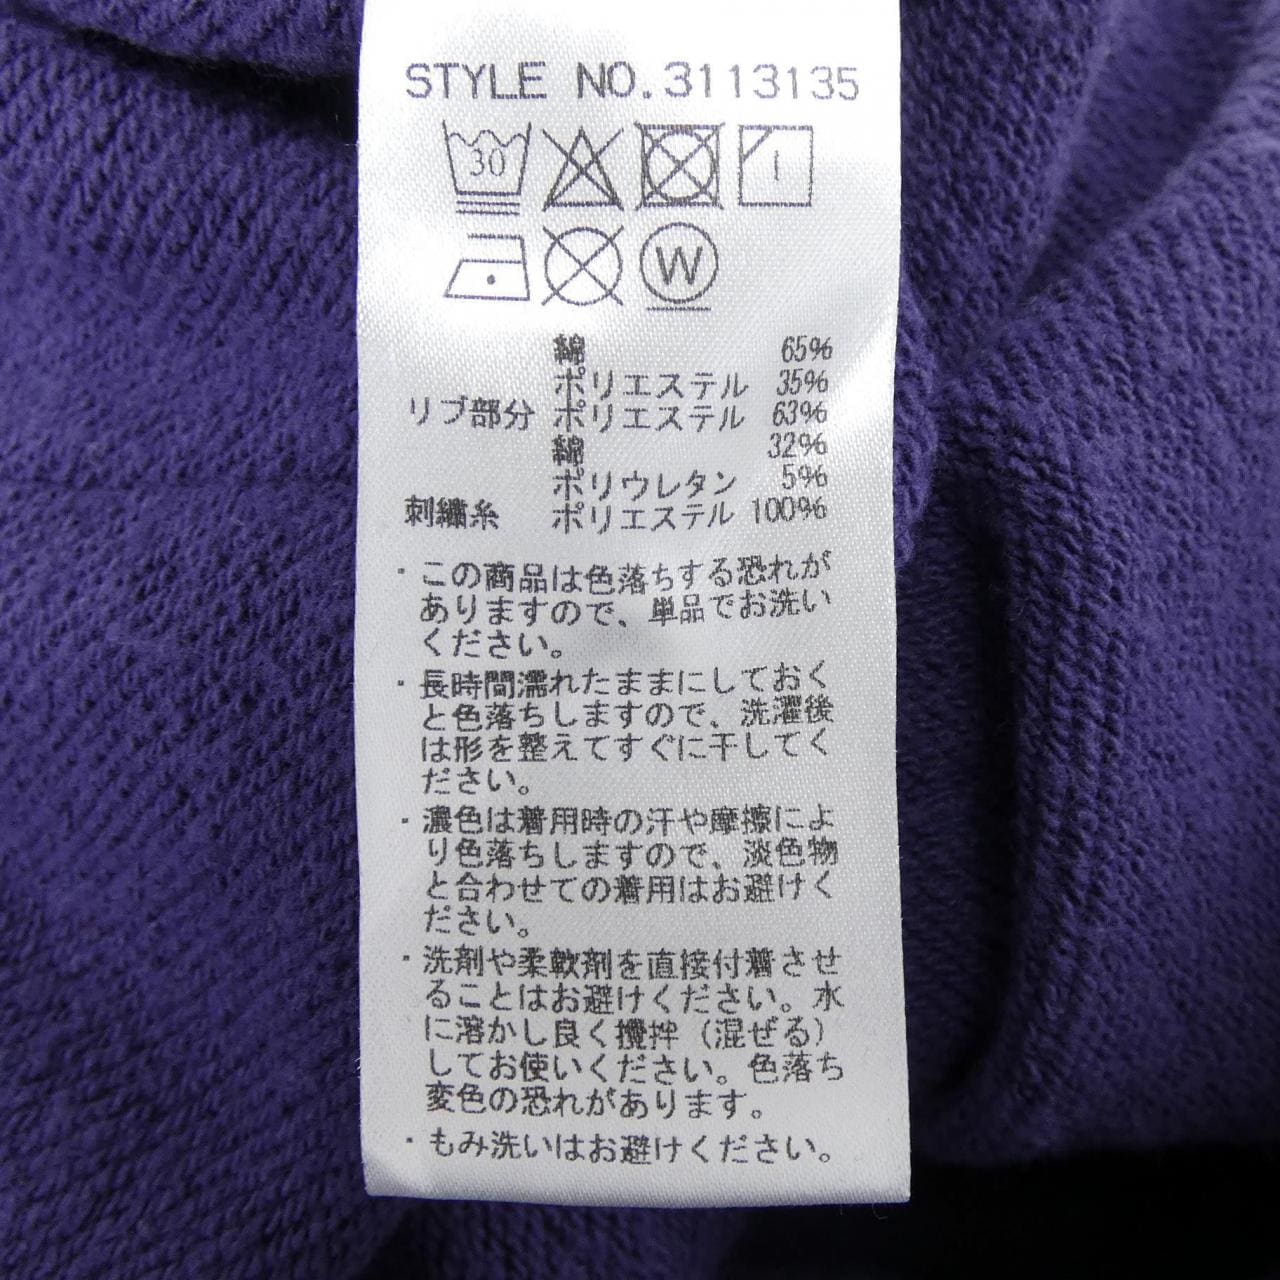 STYLE NO.3113135
30
W
綿 65%
ポリエステル 35%
リブ部分 ポリエステル 63%
綿 32%
ポリウレタン 5%
刺繍糸 ポリエステル 100%
・この商品は色落ちする恐れが
ありますので、単品でお洗い
ください。
・長時間濡れたままにしておく
と色落ちしますので、洗濯後
は形を整えてすぐに干してく
ださい。
・濃色は着用時の汗や摩擦によ
り色落ちしますので、淡色物
と合わせての着用はお避けく
ださい。
・洗剤や柔軟剤を直接付着させ
ることはお避けください。水
に溶かし良く攪拌（混ぜる）
してお使いください。色落ち
変色の恐れがあります。
・もみ洗いはお避けください。